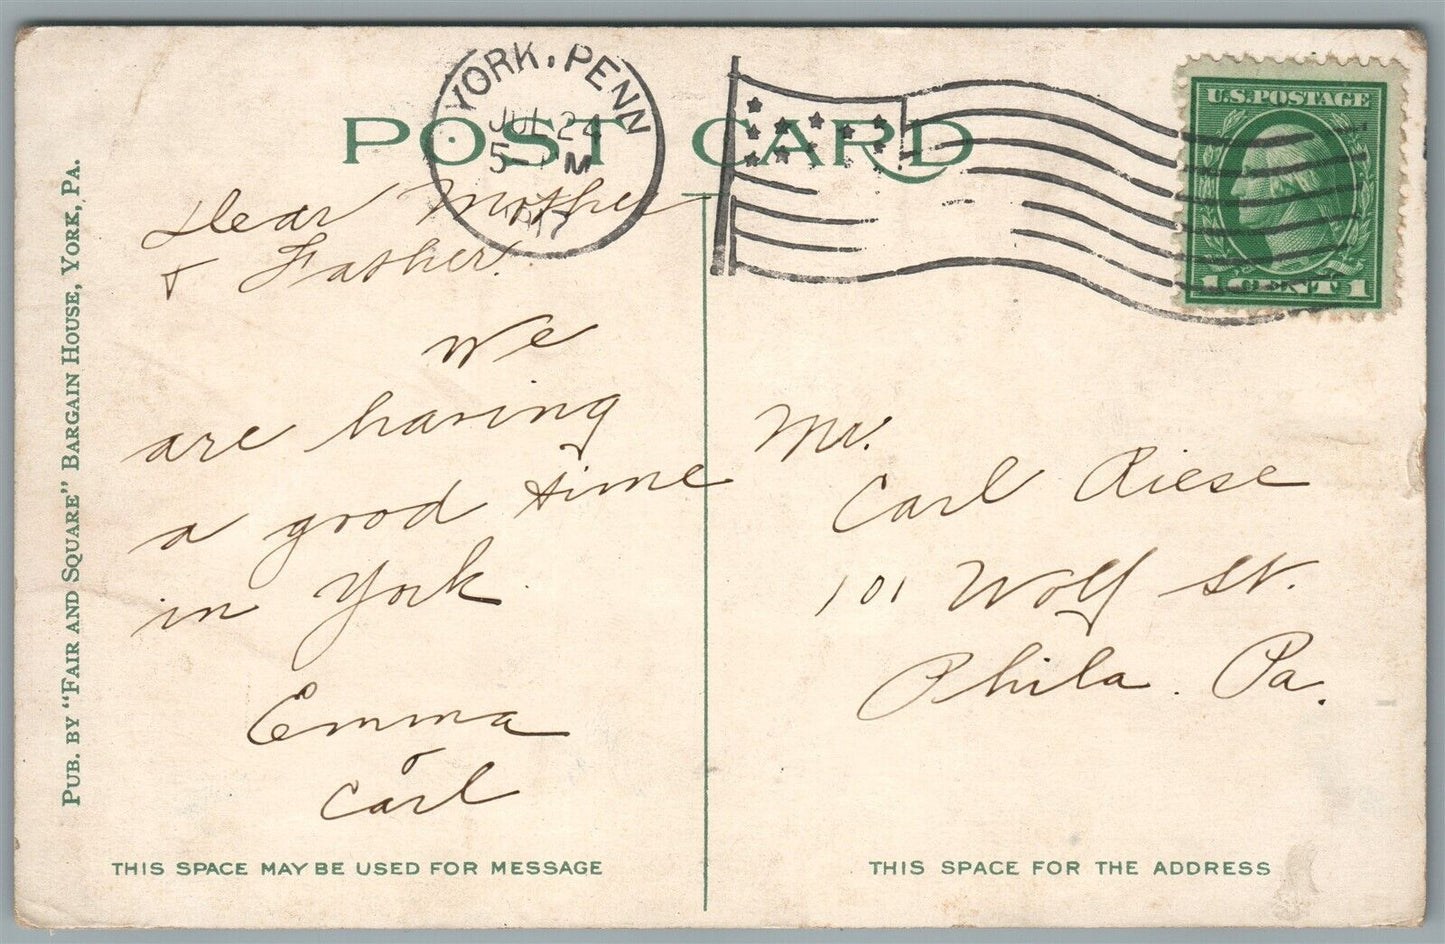 POST CARD
YORK, PENN
JUL 24
5 - M
U.S. POSTAGE
1 CENT 1
PUB. BY "FAIR AND SQUARE" BARGAIN HOUSE, YORK, PA.
Dear Mother
& Father.
We
are having
a good time
in York.
Emma
&
Carl
Mr.
Carl Riese
101 Wolf St.
Phila. Pa.
THIS SPACE MAY BE USED FOR MESSAGE
THIS SPACE FOR THE ADDRESS